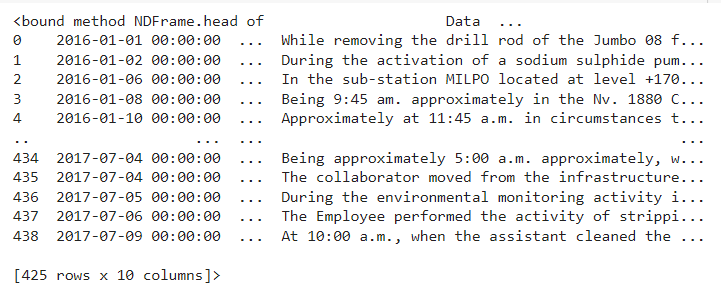 <bound method NDFrame.head of                       Data  ...
0    2016-01-01 00:00:00  ...  While removing the drill rod of the Jumbo 08 f...
1    2016-01-02 00:00:00  ...  During the activation of a sodium sulphide pum...
2    2016-01-06 00:00:00  ...  In the sub-station MILPO located at level +170...
3    2016-01-08 00:00:00  ...  Being 9:45 am. approximately in the Nv. 1880 C...
4    2016-01-10 00:00:00  ...  Approximately at 11:45 a.m. in circumstances t...
..                   ...  ...                                                ...
434  2017-07-04 00:00:00  ...  Being approximately 5:00 a.m. approximately, w...
435  2017-07-04 00:00:00  ...  The collaborator moved from the infrastructure...
436  2017-07-05 00:00:00  ...  During the environmental monitoring activity i...
437  2017-07-06 00:00:00  ...  The Employee performed the activity of strippi...
438  2017-07-09 00:00:00  ...  At 10:00 a.m., when the assistant cleaned the ...
[425 rows x 10 columns]>